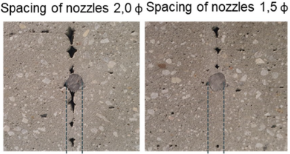 Spacing of nozzles 2,0 ϕ
Spacing of nozzles 1,5 ϕ